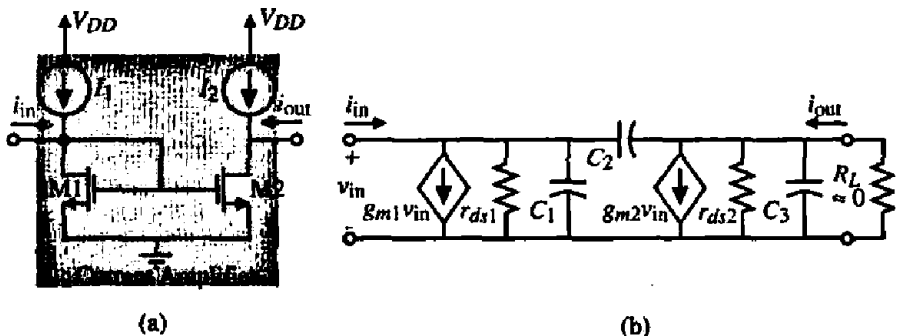 V_DD V_DD
I_1 I_2
i_in i_out
M1 M2
Current Amplifier
(a)
i_in i_out
+
C_2
v_in
g_m1 v_in r_ds1 C_1 g_m2 v_in r_ds2 C_3 R_L ≈ 0
-
(b)